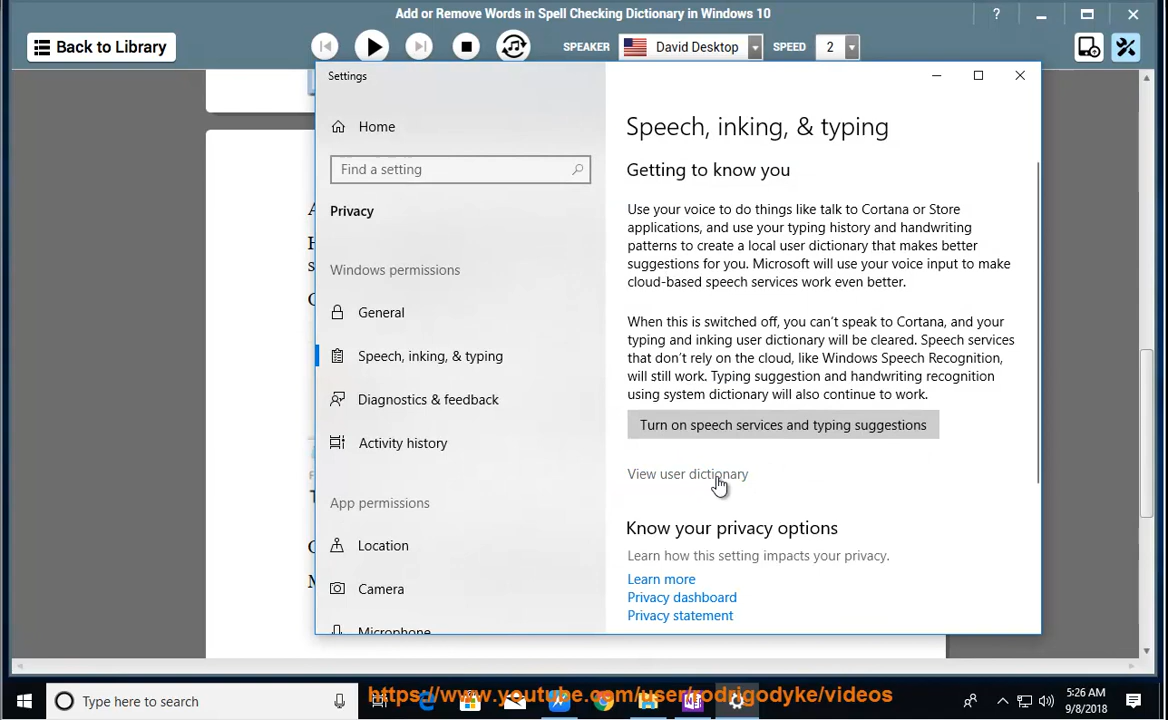 Add or Remove Words in Spell Checking Dictionary in Windows 10
?
Back to Library
SPEAKER
David Desktop
SPEED
2
Settings
Home
Find a setting
Privacy
Windows permissions
General
Speech, inking, & typing
Diagnostics & feedback
Activity history
App permissions
Location
Camera
Microphone
Speech, inking, & typing
Getting to know you
Use your voice to do things like talk to Cortana or Store
applications, and use your typing history and handwriting
patterns to create a local user dictionary that makes better
suggestions for you. Microsoft will use your voice input to make
cloud-based speech services work even better.
When this is switched off, you can't speak to Cortana, and your
typing and inking user dictionary will be cleared. Speech services
that don't rely on the cloud, like Windows Speech Recognition,
will still work. Typing suggestion and handwriting recognition
using system dictionary will also continue to work.
Turn on speech services and typing suggestions
View user dictionary
Know your privacy options
Learn how this setting impacts your privacy.
Learn more
Privacy dashboard
Privacy statement
Type here to search
https://www.youtube.com/user/rodrigodyke/videos
5:26 AM
9/8/2018